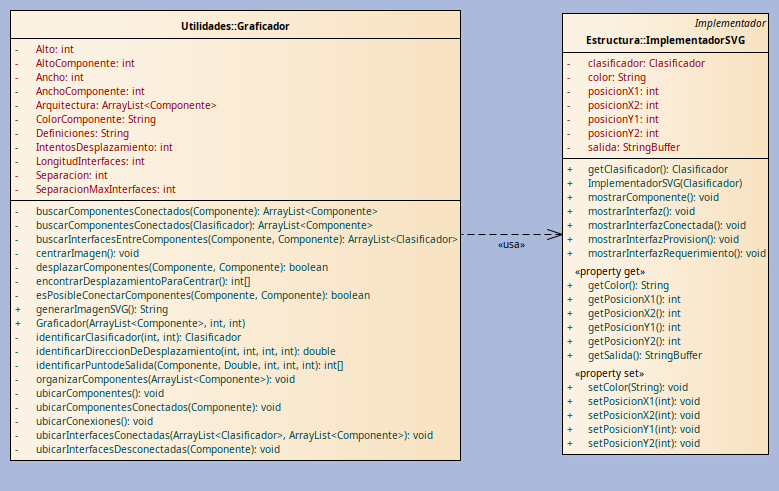 Utilidades::Graficador
- Alto: int
- AltoComponente: int
- Ancho: int
- AnchoComponente: int
- Arquitectura: ArrayList<Componente>
- ColorComponente: String
- Definiciones: String
- IntentosDesplazamiento: int
- LongitudInterfaces: int
- Separacion: int
- SeparacionMaxInterfaces: int
- buscarComponentesConectados(Componente): ArrayList<Componente>
- buscarComponentesConectados(Clasificador): ArrayList<Componente>
- buscarInterfacesEntreComponentes(Componente, Componente): ArrayList<Clasificador>
- centrarImagen(): void
- desplazarComponentes(Componente, Componente): boolean
- encontrarDesplazamientoParaCentrar(): int[]
- esPosibleConectarComponentes(Componente, Componente): boolean
+ generarImagenSVG(): String
+ Graficador(ArrayList<Componente>, int, int)
- identificarClasificador(int, int): Clasificador
- identificarDireccionDeDesplazamiento(int, int, int, int): double
- identificarPuntodeSalida(Componente, Double, int, int, int): int[]
- organizarComponentes(ArrayList<Componente>): void
- ubicarComponentes(): void
- ubicarComponentesConectados(Componente): void
- ubicarConexiones(): void
- ubicarInterfacesConectadas(ArrayList<Clasificador>, ArrayList<Componente>): void
- ubicarInterfacesDesconectadas(Componente): void
«usa»
Implementador
Estructura::ImplementadorSVG
- clasificador: Clasificador
- color: String
- posicionX1: int
- posicionX2: int
- posicionY1: int
- posicionY2: int
- salida: StringBuffer
+ getClasificador(): Clasificador
+ ImplementadorSVG(Clasificador)
+ mostrarComponente(): void
+ mostrarInterfaz(): void
+ mostrarInterfazConectada(): void
+ mostrarInterfazProvision(): void
+ mostrarInterfazRequerimiento(): void
«property get»
+ getColor(): String
+ getPosicionX1(): int
+ getPosicionX2(): int
+ getPosicionY1(): int
+ getPosicionY2(): int
+ getSalida(): StringBuffer
«property set»
+ setColor(String): void
+ setPosicionX1(int): void
+ setPosicionX2(int): void
+ setPosicionY1(int): void
+ setPosicionY2(int): void